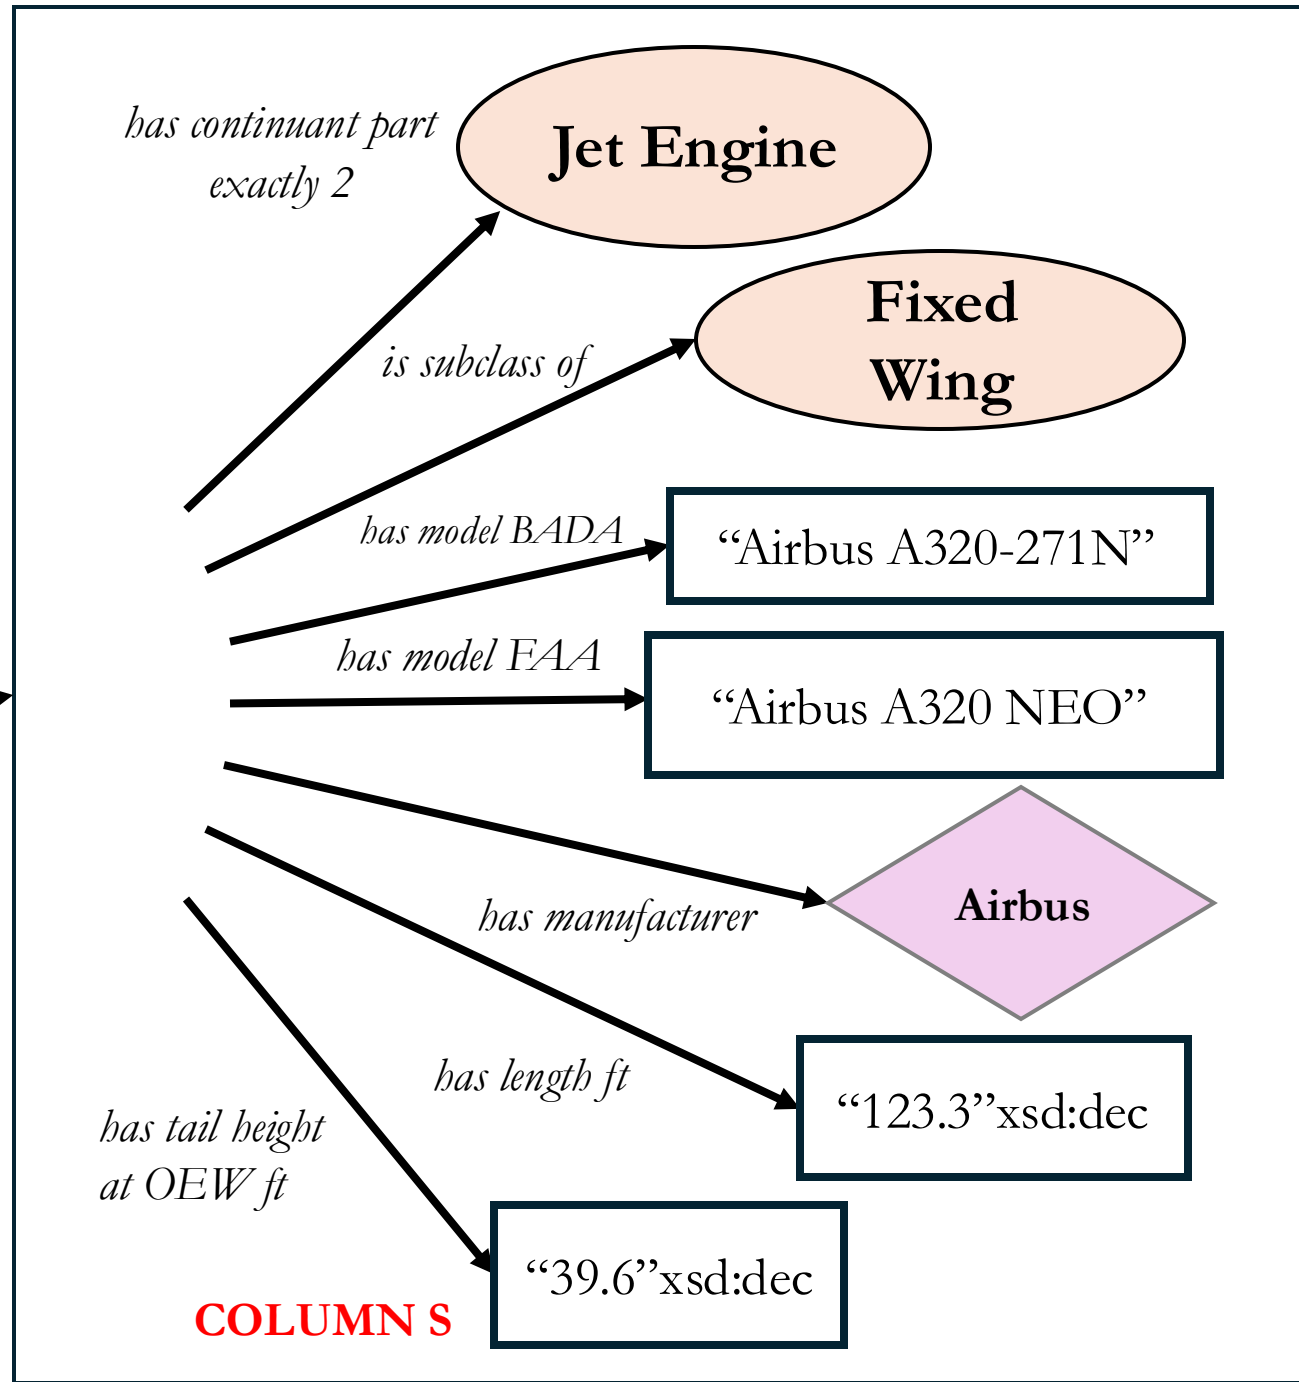 has continuant part
exactly 2
Jet Engine
is subclass of
Fixed
Wing
has model BADA
“Airbus A320-271N”
has model FAA
“Airbus A320 NEO”
has manufacturer
Airbus
has length ft
“123.3”xsd:dec
has tail height
at OEW ft
“39.6”xsd:dec
COLUMN S